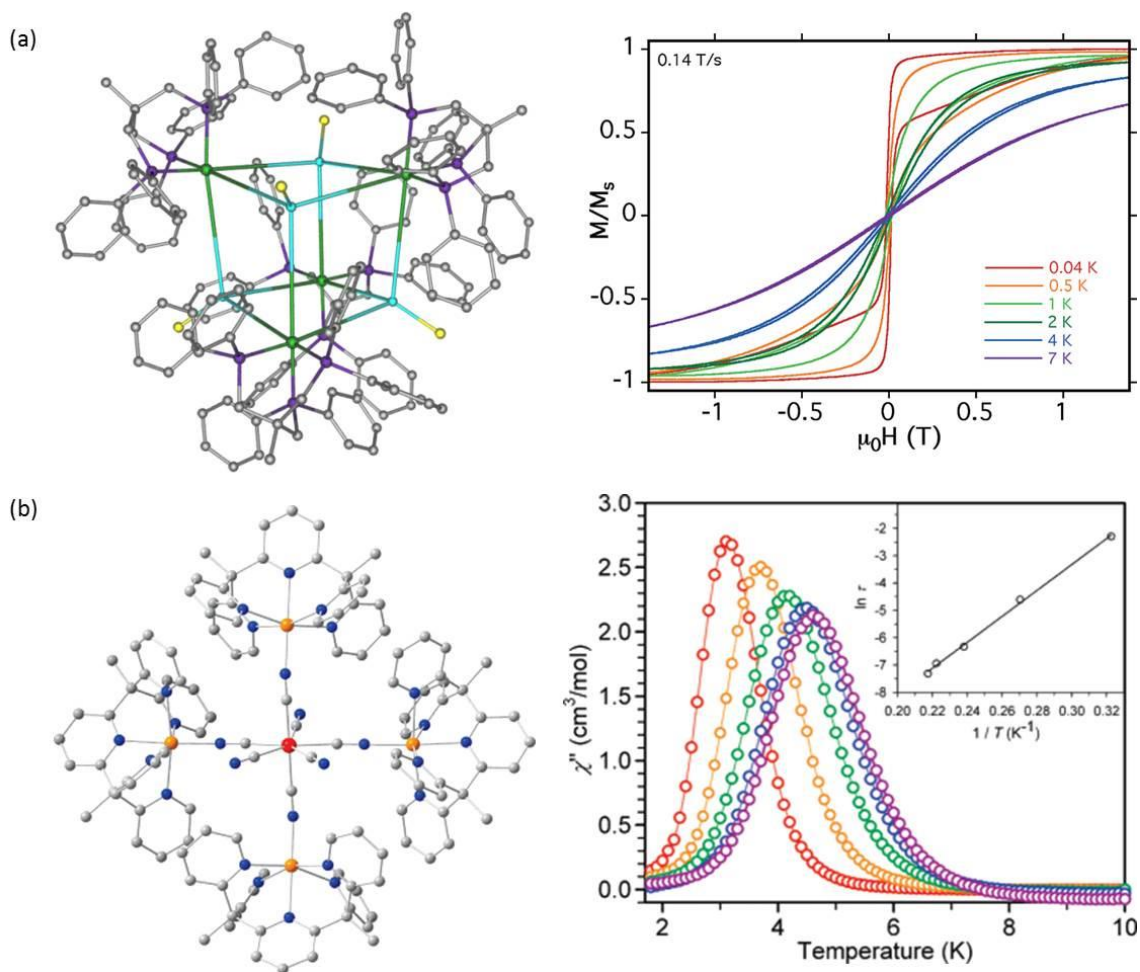 (a)
0.14 T/s
1
0.5
0
-0.5
-1
M/Mₛ
0.04 K
0.5 K
1 K
2 K
4 K
7 K
-1
-0.5
0
0.5
1
μ₀H (T)
(b)
3.0
2.5
2.0
1.5
1.0
0.5
0.0
χ'' (cm³/mol)
2
4
6
8
10
Temperature (K)
-2
-3
-4
-5
-6
-7
-8
ln τ
0.20
0.22
0.24
0.26
0.28
0.30
0.32
1 / T (K⁻¹)